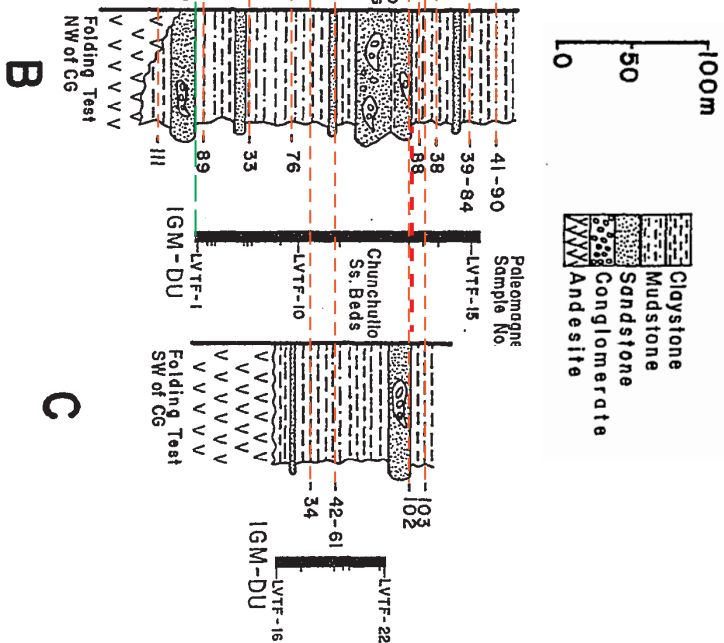 100m
50
0
Claystone
Mudstone
Sandstone
Conglomerate
Andesite
41-90
39-84
38
88
76
33
89
111
Folding Test
NW of CG
B
Paleomagne
Sample No.
LVTF-15
Chunchullo
Ss. Beds
LVTF-10
LVTF-1
IGM-DU
103
102
42-61
34
Folding Test
SW of CG
C
LVTF-22
LVTF-16
IGM-DU